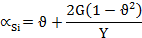 ∝Si= ϑ + 2G(1 − ϑ²)/Y